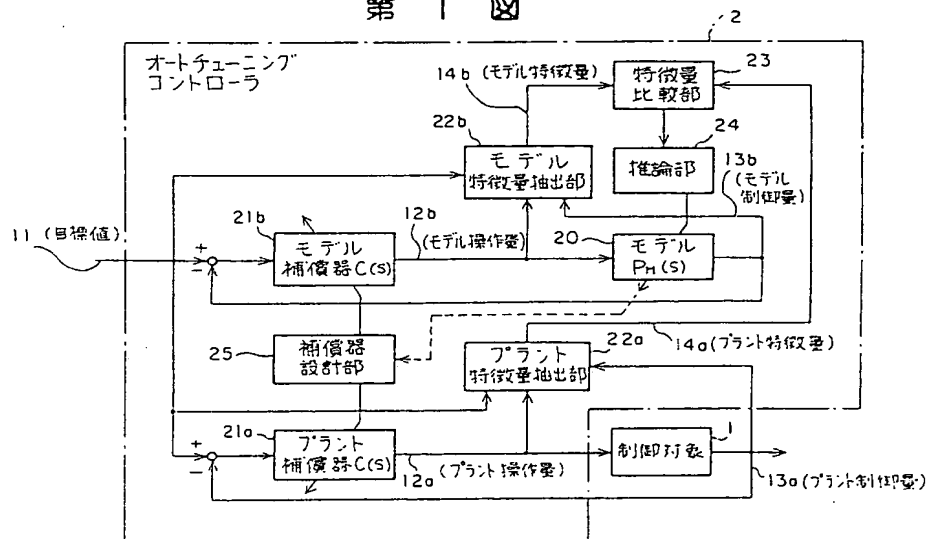 第 1 図
2
オートチューニング
コントローラ
14b (モデル特徴量)
特徴量
比較部
23
22b
モデル
特徴量抽出部
24
推論部
13b
(モデル
制御量)
11 (目標値)
21b
モデル
補償器C(S)
12b
(モデル操作量)
20
モデル
PM(S)
+
−
25
補償器
設計部
プラント
特徴量抽出部
22a
14a(プラント特徴量)
21a
プラント
補償器C(S)
12a (プラント操作量)
+
−
制御対象
1
13a(プラント制御量)